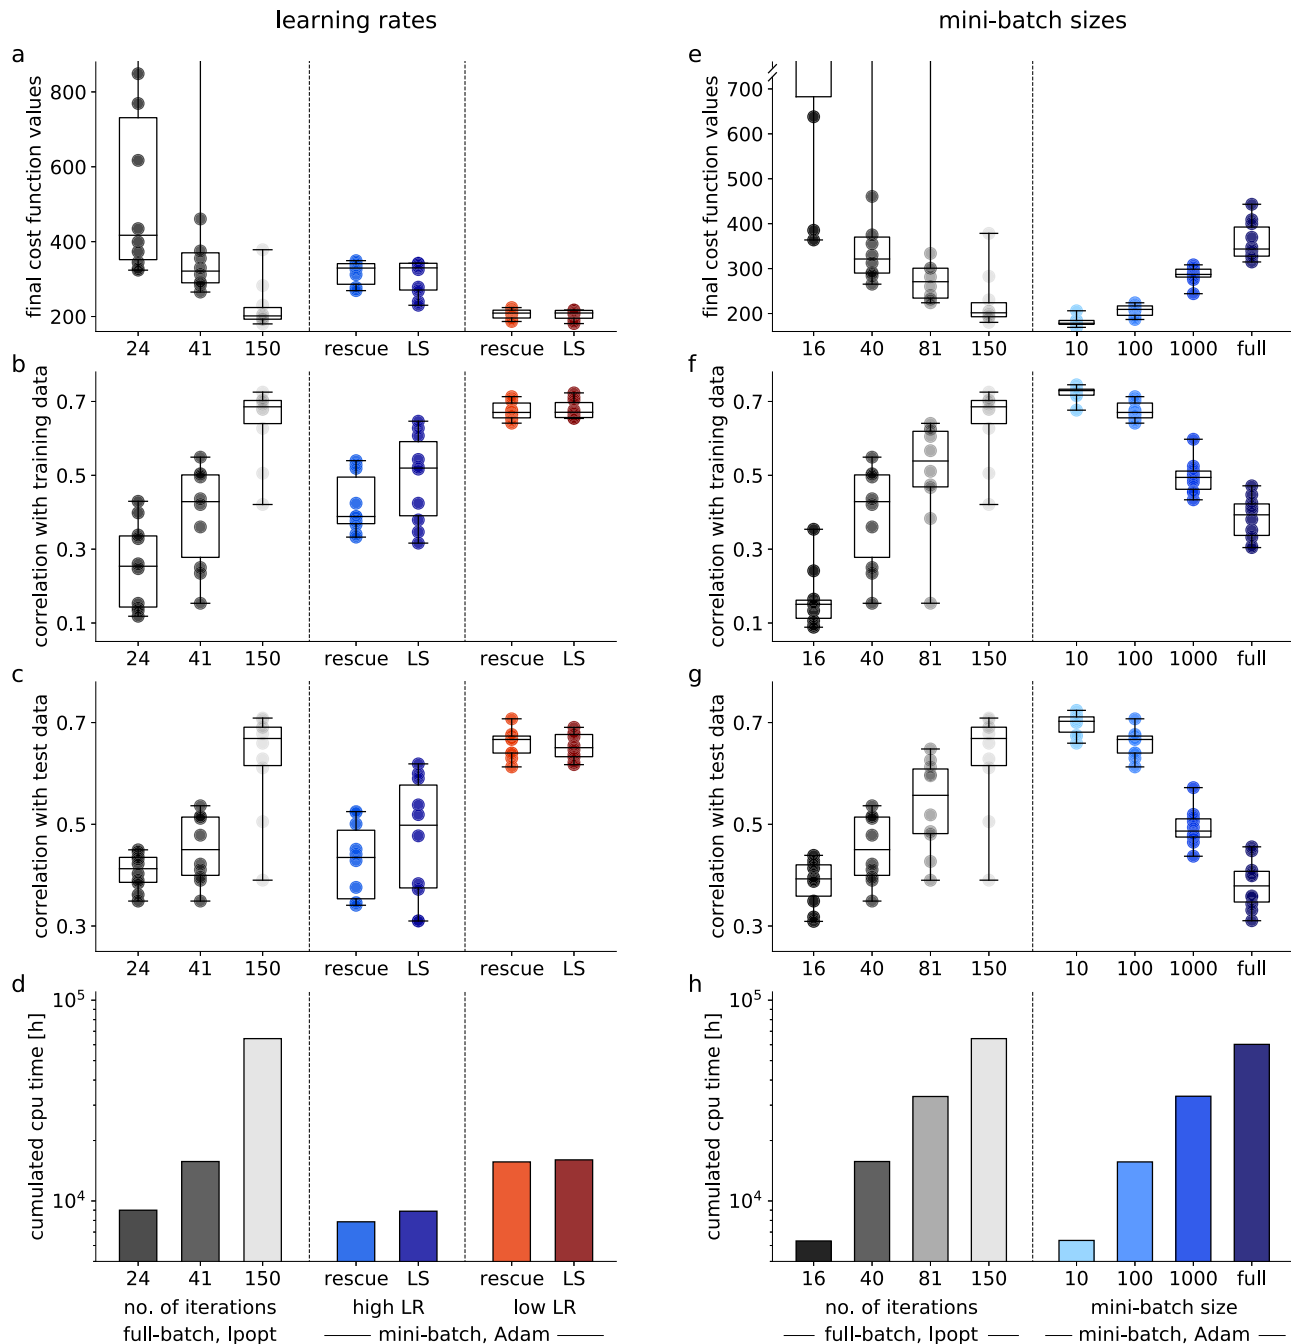 learning rates
mini-batch sizes
a
final cost function values
800
600
400
200
24 41 150 rescue LS rescue LS
b
correlation with training data
0.7
0.5
0.3
0.1
24 41 150 rescue LS rescue LS
c
correlation with test data
0.7
0.5
0.3
24 41 150 rescue LS rescue LS
d
cumulated cpu time [h]
10^5
10^4
24 41 150 rescue LS rescue LS
no. of iterations high LR low LR
full-batch, Ipopt mini-batch, Adam
e
final cost function values
700
600
500
400
300
200
16 40 81 150 10 100 1000 full
f
correlation with training data
0.7
0.5
0.3
0.1
16 40 81 150 10 100 1000 full
g
correlation with test data
0.7
0.5
0.3
16 40 81 150 10 100 1000 full
h
cumulated cpu time [h]
10^5
10^4
16 40 81 150 10 100 1000 full
no. of iterations mini-batch size
full-batch, Ipopt mini-batch, Adam